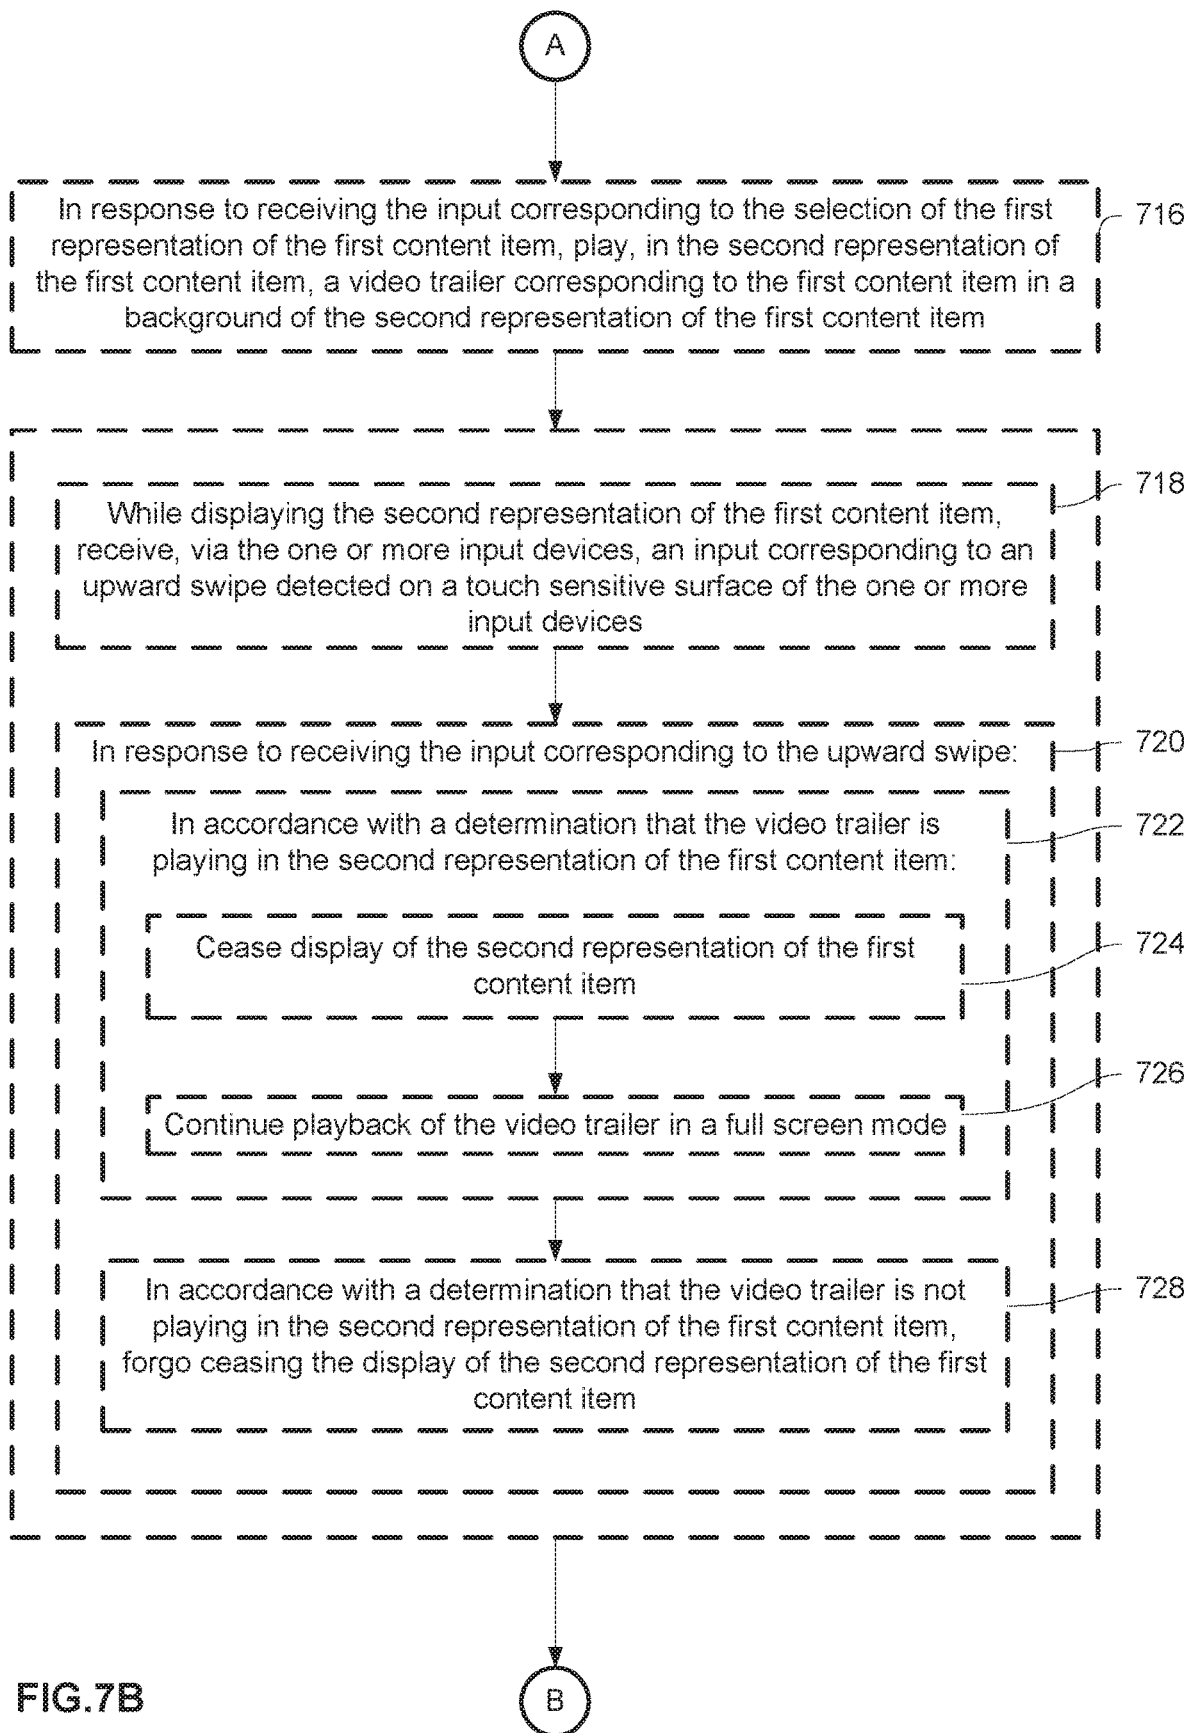 A
In response to receiving the input corresponding to the selection of the first
representation of the first content item, play, in the second representation of
the first content item, a video trailer corresponding to the first content item in a
background of the second representation of the first content item
716
While displaying the second representation of the first content item,
receive, via the one or more input devices, an input corresponding to an
upward swipe detected on a touch sensitive surface of the one or more
input devices
718
In response to receiving the input corresponding to the upward swipe:
720
In accordance with a determination that the video trailer is
playing in the second representation of the first content item:
722
Cease display of the second representation of the first
content item
724
Continue playback of the video trailer in a full screen mode
726
In accordance with a determination that the video trailer is not
playing in the second representation of the first content item,
forgo ceasing the display of the second representation of the first
content item
728
FIG.7B
B